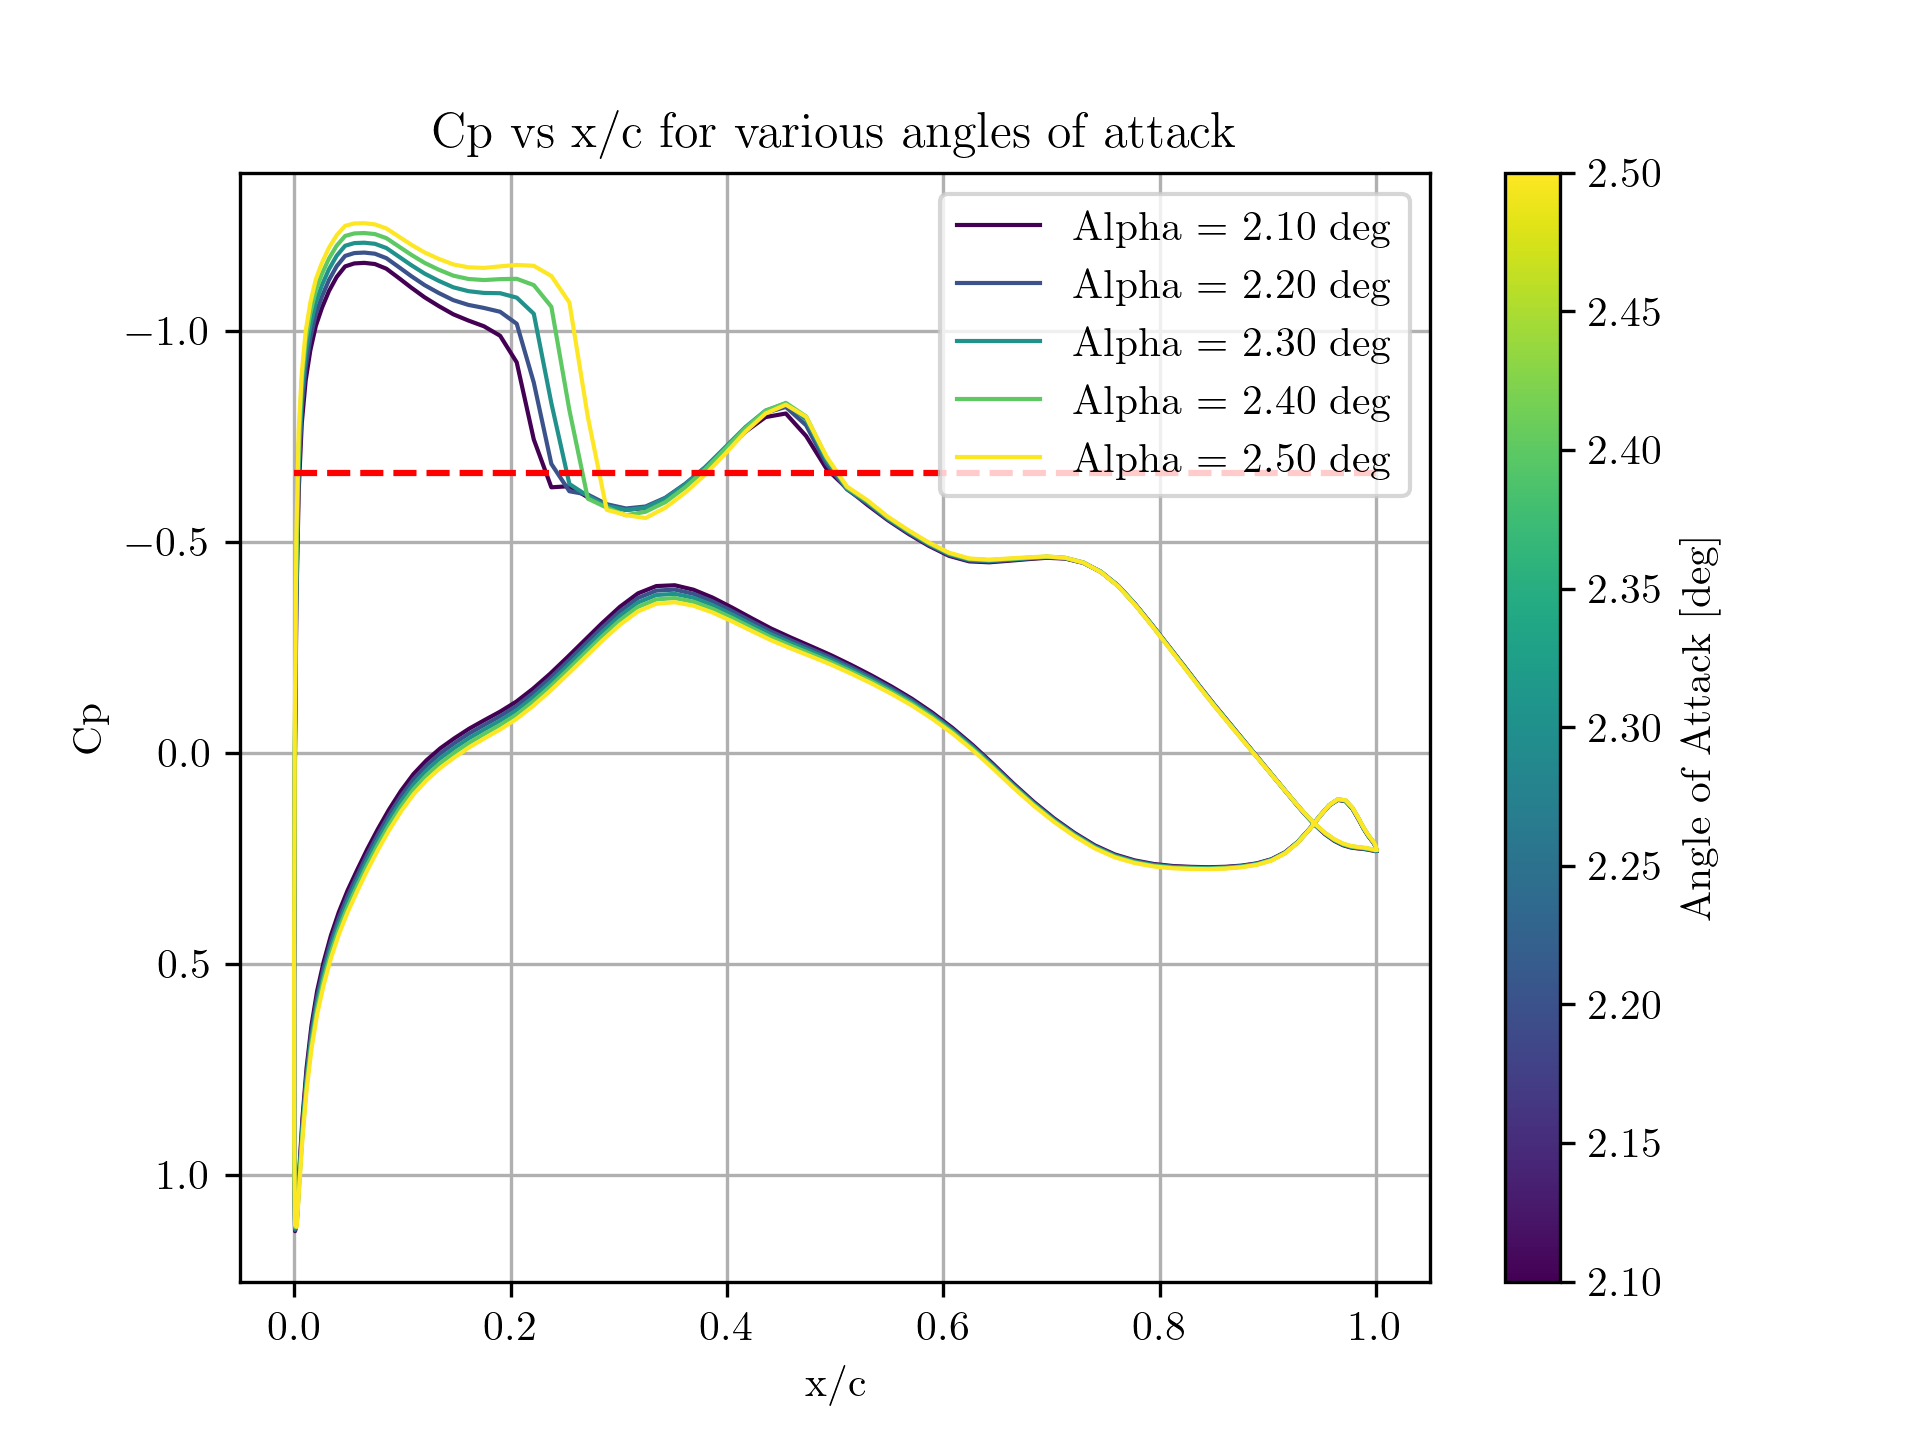 Cp vs x/c for various angles of attack
Alpha = 2.10 deg
Alpha = 2.20 deg
Alpha = 2.30 deg
Alpha = 2.40 deg
Alpha = 2.50 deg
−1.0
−0.5
0.0
0.5
1.0
Cp
0.0 0.2 0.4 0.6 0.8 1.0
x/c
2.50
2.45
2.40
2.35
2.30
2.25
2.20
2.15
2.10
Angle of Attack [deg]